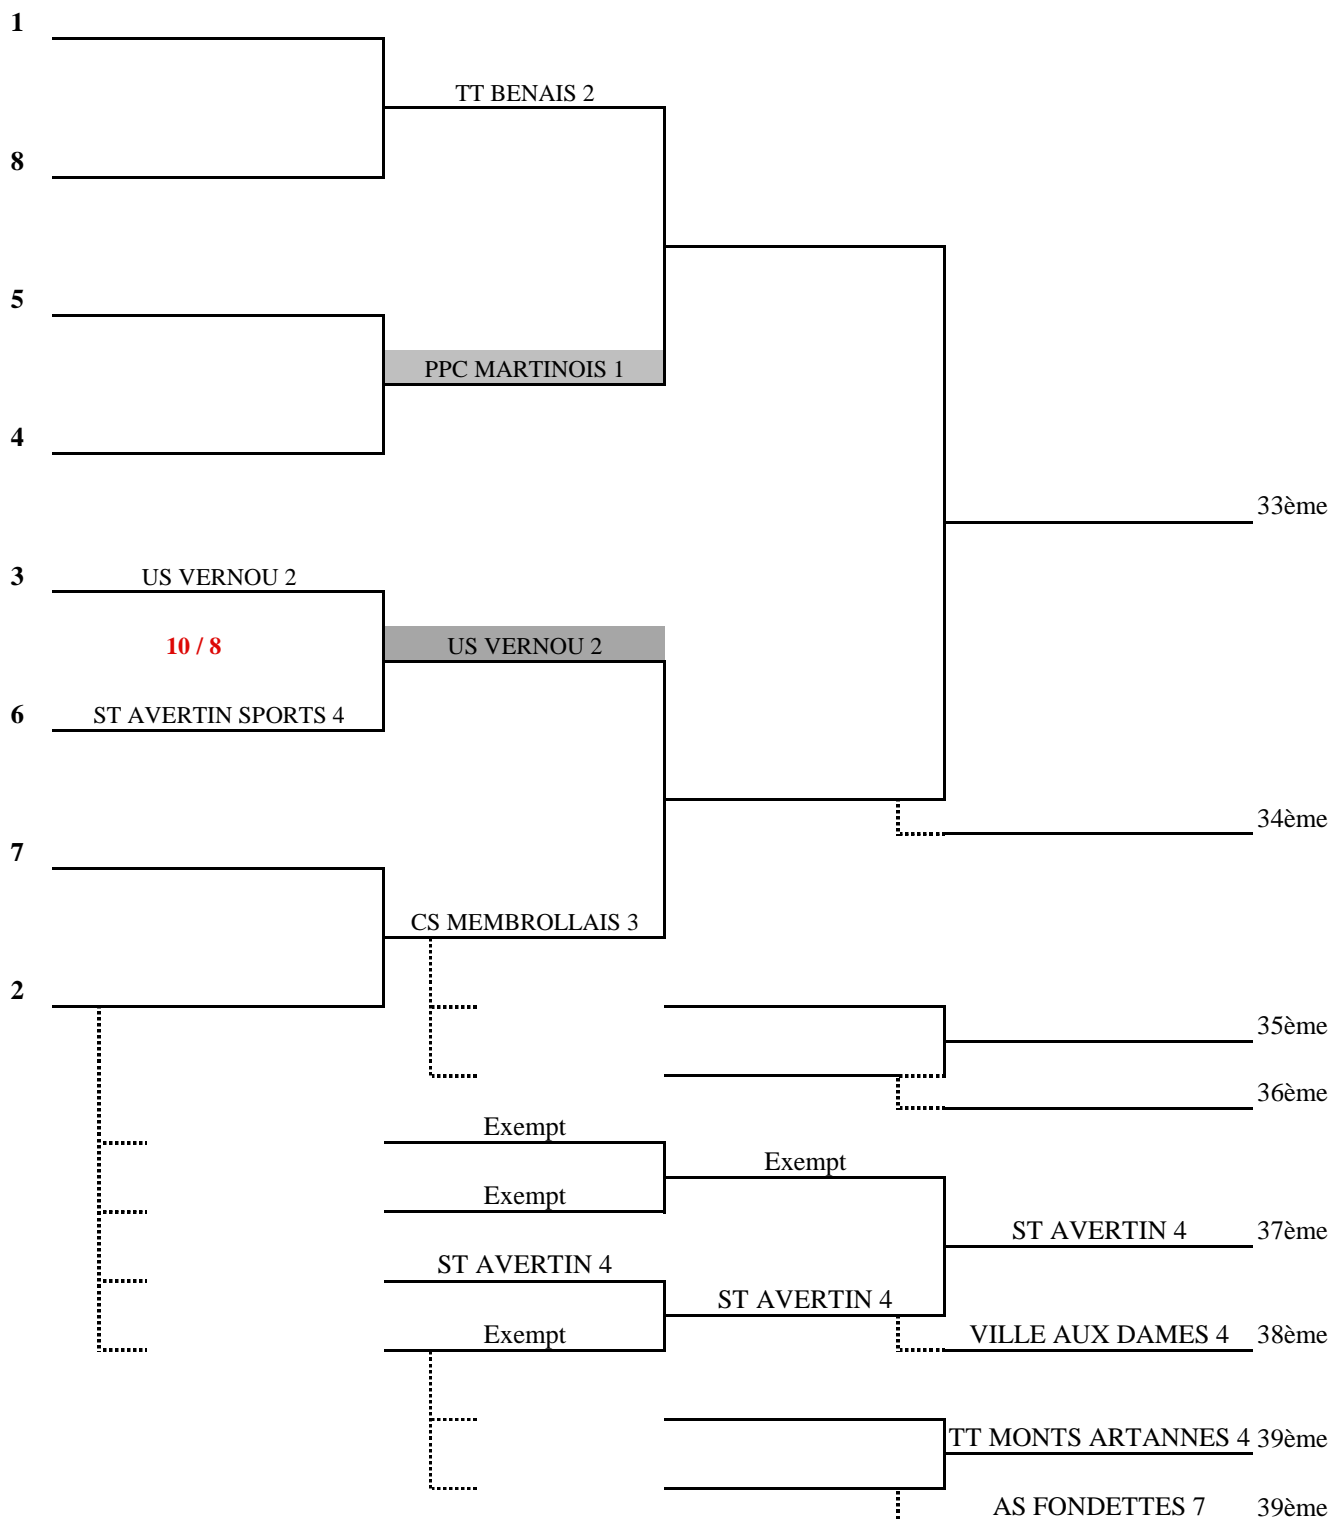 1
TT BENAIS 2
8
5
PPC MARTINOIS 1
4
33ème
3 US VERNOU 2
10 / 8 US VERNOU 2
6 ST AVERTIN SPORTS 4
34ème
7
CS MEMBROLLAIS 3
2
35ème
36ème
Exempt
Exempt
Exempt
ST AVERTIN 4 37ème
ST AVERTIN 4
ST AVERTIN 4
Exempt VILLE AUX DAMES 4 38ème
TT MONTS ARTANNES 4 39ème
AS FONDETTES 7 39ème